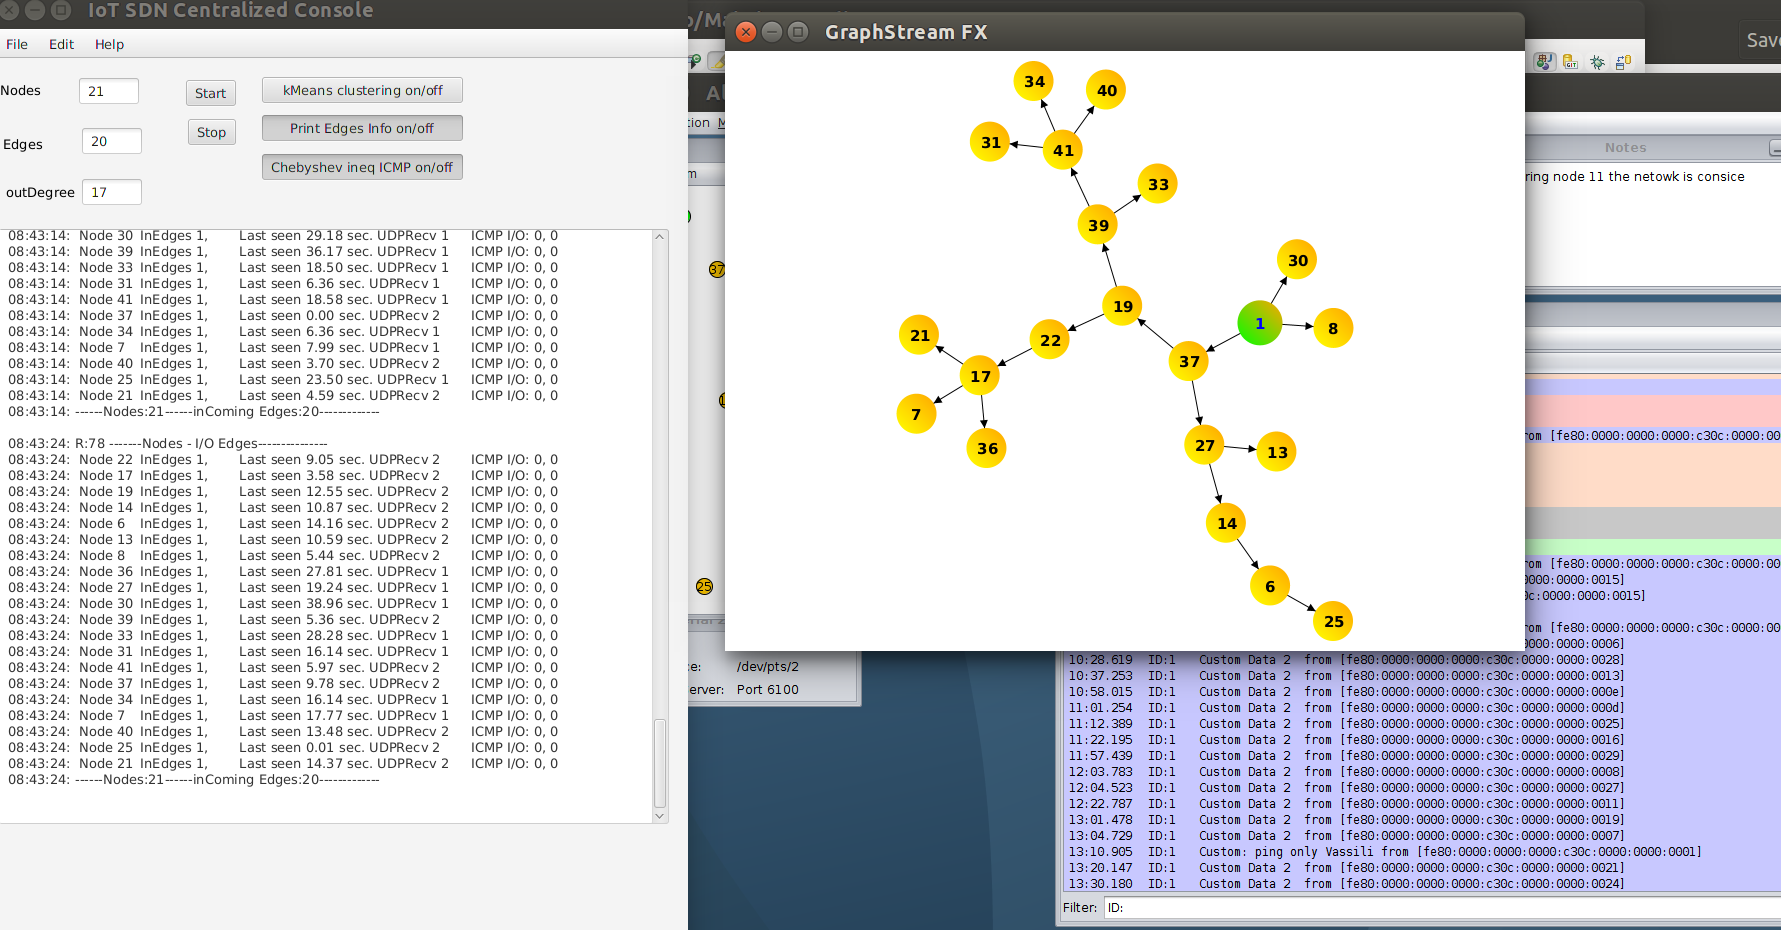 IoT SDN Centralized Console
File Edit Help
Nodes 21
Start
kMeans clustering on/off
Edges 20
Stop
Print Edges Info on/off
Chebyshev ineq ICMP on/off
outDegree 17
08:43:14: Node 30 InEdges 1, Last seen 29.18 sec. UDPRecv 1 ICMP I/O: 0, 0
08:43:14: Node 39 InEdges 1, Last seen 36.17 sec. UDPRecv 1 ICMP I/O: 0, 0
08:43:14: Node 33 InEdges 1, Last seen 18.50 sec. UDPRecv 1 ICMP I/O: 0, 0
08:43:14: Node 31 InEdges 1, Last seen 6.36 sec. UDPRecv 1 ICMP I/O: 0, 0
08:43:14: Node 41 InEdges 1, Last seen 18.58 sec. UDPRecv 1 ICMP I/O: 0, 0
08:43:14: Node 37 InEdges 1, Last seen 0.00 sec. UDPRecv 2 ICMP I/O: 0, 0
08:43:14: Node 34 InEdges 1, Last seen 6.36 sec. UDPRecv 1 ICMP I/O: 0, 0
08:43:14: Node 7 InEdges 1, Last seen 7.99 sec. UDPRecv 1 ICMP I/O: 0, 0
08:43:14: Node 40 InEdges 1, Last seen 3.70 sec. UDPRecv 2 ICMP I/O: 0, 0
08:43:14: Node 25 InEdges 1, Last seen 23.50 sec. UDPRecv 1 ICMP I/O: 0, 0
08:43:14: Node 21 InEdges 1, Last seen 4.59 sec. UDPRecv 2 ICMP I/O: 0, 0
08:43:14: ------Nodes:21------inComing Edges:20-------------
08:43:24: R:78 -------Nodes - I/O Edges---------------
08:43:24: Node 22 InEdges 1, Last seen 9.05 sec. UDPRecv 2 ICMP I/O: 0, 0
08:43:24: Node 17 InEdges 1, Last seen 3.58 sec. UDPRecv 2 ICMP I/O: 0, 0
08:43:24: Node 19 InEdges 1, Last seen 12.55 sec. UDPRecv 2 ICMP I/O: 0, 0
08:43:24: Node 14 InEdges 1, Last seen 10.87 sec. UDPRecv 2 ICMP I/O: 0, 0
08:43:24: Node 6 InEdges 1, Last seen 14.16 sec. UDPRecv 2 ICMP I/O: 0, 0
08:43:24: Node 13 InEdges 1, Last seen 10.59 sec. UDPRecv 2 ICMP I/O: 0, 0
08:43:24: Node 8 InEdges 1, Last seen 5.44 sec. UDPRecv 2 ICMP I/O: 0, 0
08:43:24: Node 36 InEdges 1, Last seen 27.81 sec. UDPRecv 1 ICMP I/O: 0, 0
08:43:24: Node 27 InEdges 1, Last seen 19.24 sec. UDPRecv 1 ICMP I/O: 0, 0
08:43:24: Node 30 InEdges 1, Last seen 38.96 sec. UDPRecv 1 ICMP I/O: 0, 0
08:43:24: Node 39 InEdges 1, Last seen 5.36 sec. UDPRecv 2 ICMP I/O: 0, 0
08:43:24: Node 33 InEdges 1, Last seen 28.28 sec. UDPRecv 1 ICMP I/O: 0, 0
08:43:24: Node 31 InEdges 1, Last seen 16.14 sec. UDPRecv 1 ICMP I/O: 0, 0
08:43:24: Node 41 InEdges 1, Last seen 5.97 sec. UDPRecv 2 ICMP I/O: 0, 0
08:43:24: Node 37 InEdges 1, Last seen 9.78 sec. UDPRecv 2 ICMP I/O: 0, 0
08:43:24: Node 34 InEdges 1, Last seen 16.14 sec. UDPRecv 1 ICMP I/O: 0, 0
08:43:24: Node 7 InEdges 1, Last seen 17.77 sec. UDPRecv 1 ICMP I/O: 0, 0
08:43:24: Node 40 InEdges 1, Last seen 13.48 sec. UDPRecv 2 ICMP I/O: 0, 0
08:43:24: Node 25 InEdges 1, Last seen 0.01 sec. UDPRecv 2 ICMP I/O: 0, 0
08:43:24: Node 21 InEdges 1, Last seen 14.37 sec. UDPRecv 2 ICMP I/O: 0, 0
08:43:24: ------Nodes:21------inComing Edges:20-------------
37
25
/dev/pts/2
Port 6100
GraphStream FX
34
40
31
41
33
39
30
19
1
8
21
22
37
17
7
36
27
13
14
6
25
Notes
ring node 11 the netowk is consice
om [fe80:0000:0000:0000:c30c:0000:00
om [fe80:0000:0000:0000:c30c:0000:00
0000:0000:0015]
c:0000:0000:0015]
om [fe80:0000:0000:0000:c30c:0000:00
0000:0000:0006]
10:28.619 ID:1 Custom Data 2 from [fe80:0000:0000:0000:c30c:0000:0000:0028]
10:37.253 ID:1 Custom Data 2 from [fe80:0000:0000:0000:c30c:0000:0000:0013]
10:58.015 ID:1 Custom Data 2 from [fe80:0000:0000:0000:c30c:0000:0000:000e]
11:01.254 ID:1 Custom Data 2 from [fe80:0000:0000:0000:c30c:0000:0000:000d]
11:12.389 ID:1 Custom Data 2 from [fe80:0000:0000:0000:c30c:0000:0000:0025]
11:22.195 ID:1 Custom Data 2 from [fe80:0000:0000:0000:c30c:0000:0000:0016]
11:57.439 ID:1 Custom Data 2 from [fe80:0000:0000:0000:c30c:0000:0000:0029]
12:03.783 ID:1 Custom Data 2 from [fe80:0000:0000:0000:c30c:0000:0000:0008]
12:04.523 ID:1 Custom Data 2 from [fe80:0000:0000:0000:c30c:0000:0000:0027]
12:22.787 ID:1 Custom Data 2 from [fe80:0000:0000:0000:c30c:0000:0000:0011]
13:01.478 ID:1 Custom Data 2 from [fe80:0000:0000:0000:c30c:0000:0000:0019]
13:04.729 ID:1 Custom Data 2 from [fe80:0000:0000:0000:c30c:0000:0000:0007]
13:10.905 ID:1 Custom: ping only Vassili from [fe80:0000:0000:0000:c30c:0000:0000:0001]
13:20.147 ID:1 Custom Data 2 from [fe80:0000:0000:0000:c30c:0000:0000:0021]
13:30.180 ID:1 Custom Data 2 from [fe80:0000:0000:0000:c30c:0000:0000:0024]
Filter: ID: